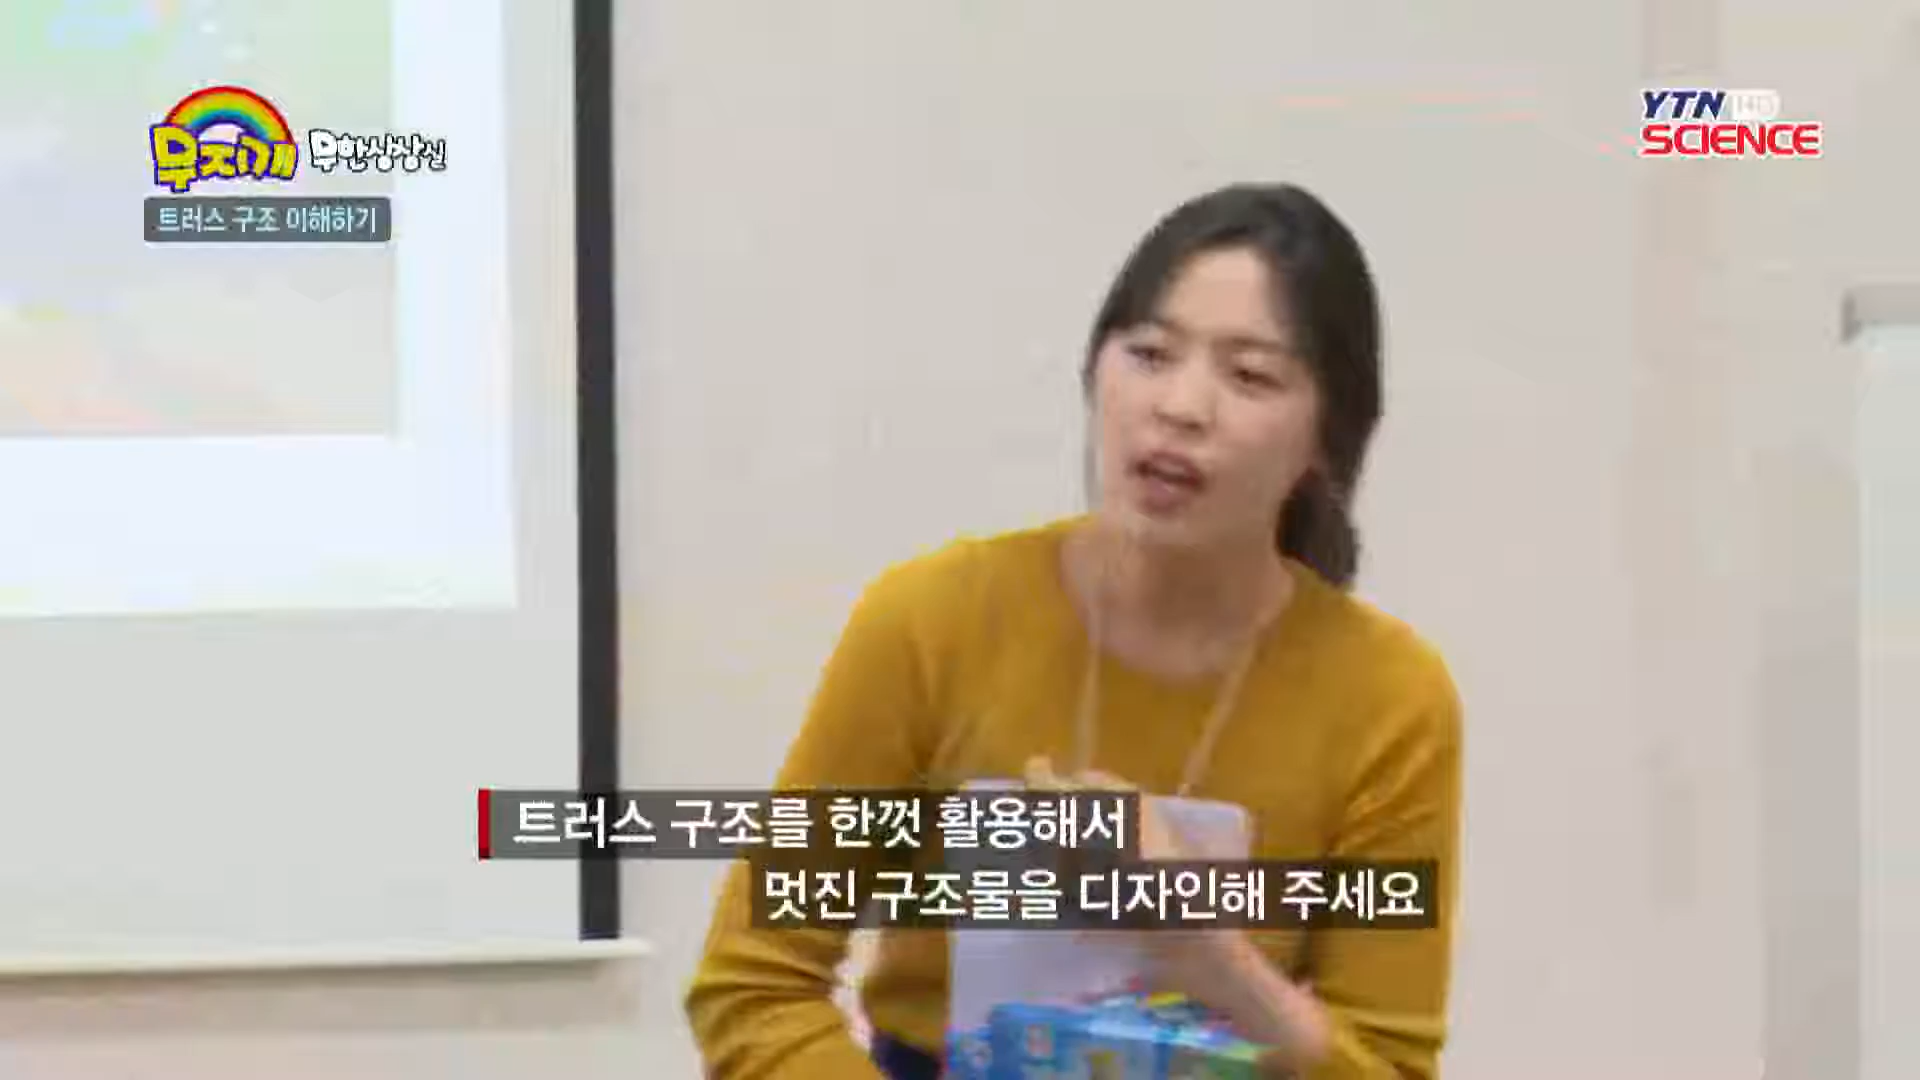 무지개 무한상상실
YTN HD
SCIENCE
트러스 구조 이해하기
트러스 구조를 한껏 활용해서
멋진 구조물을 디자인해 주세요